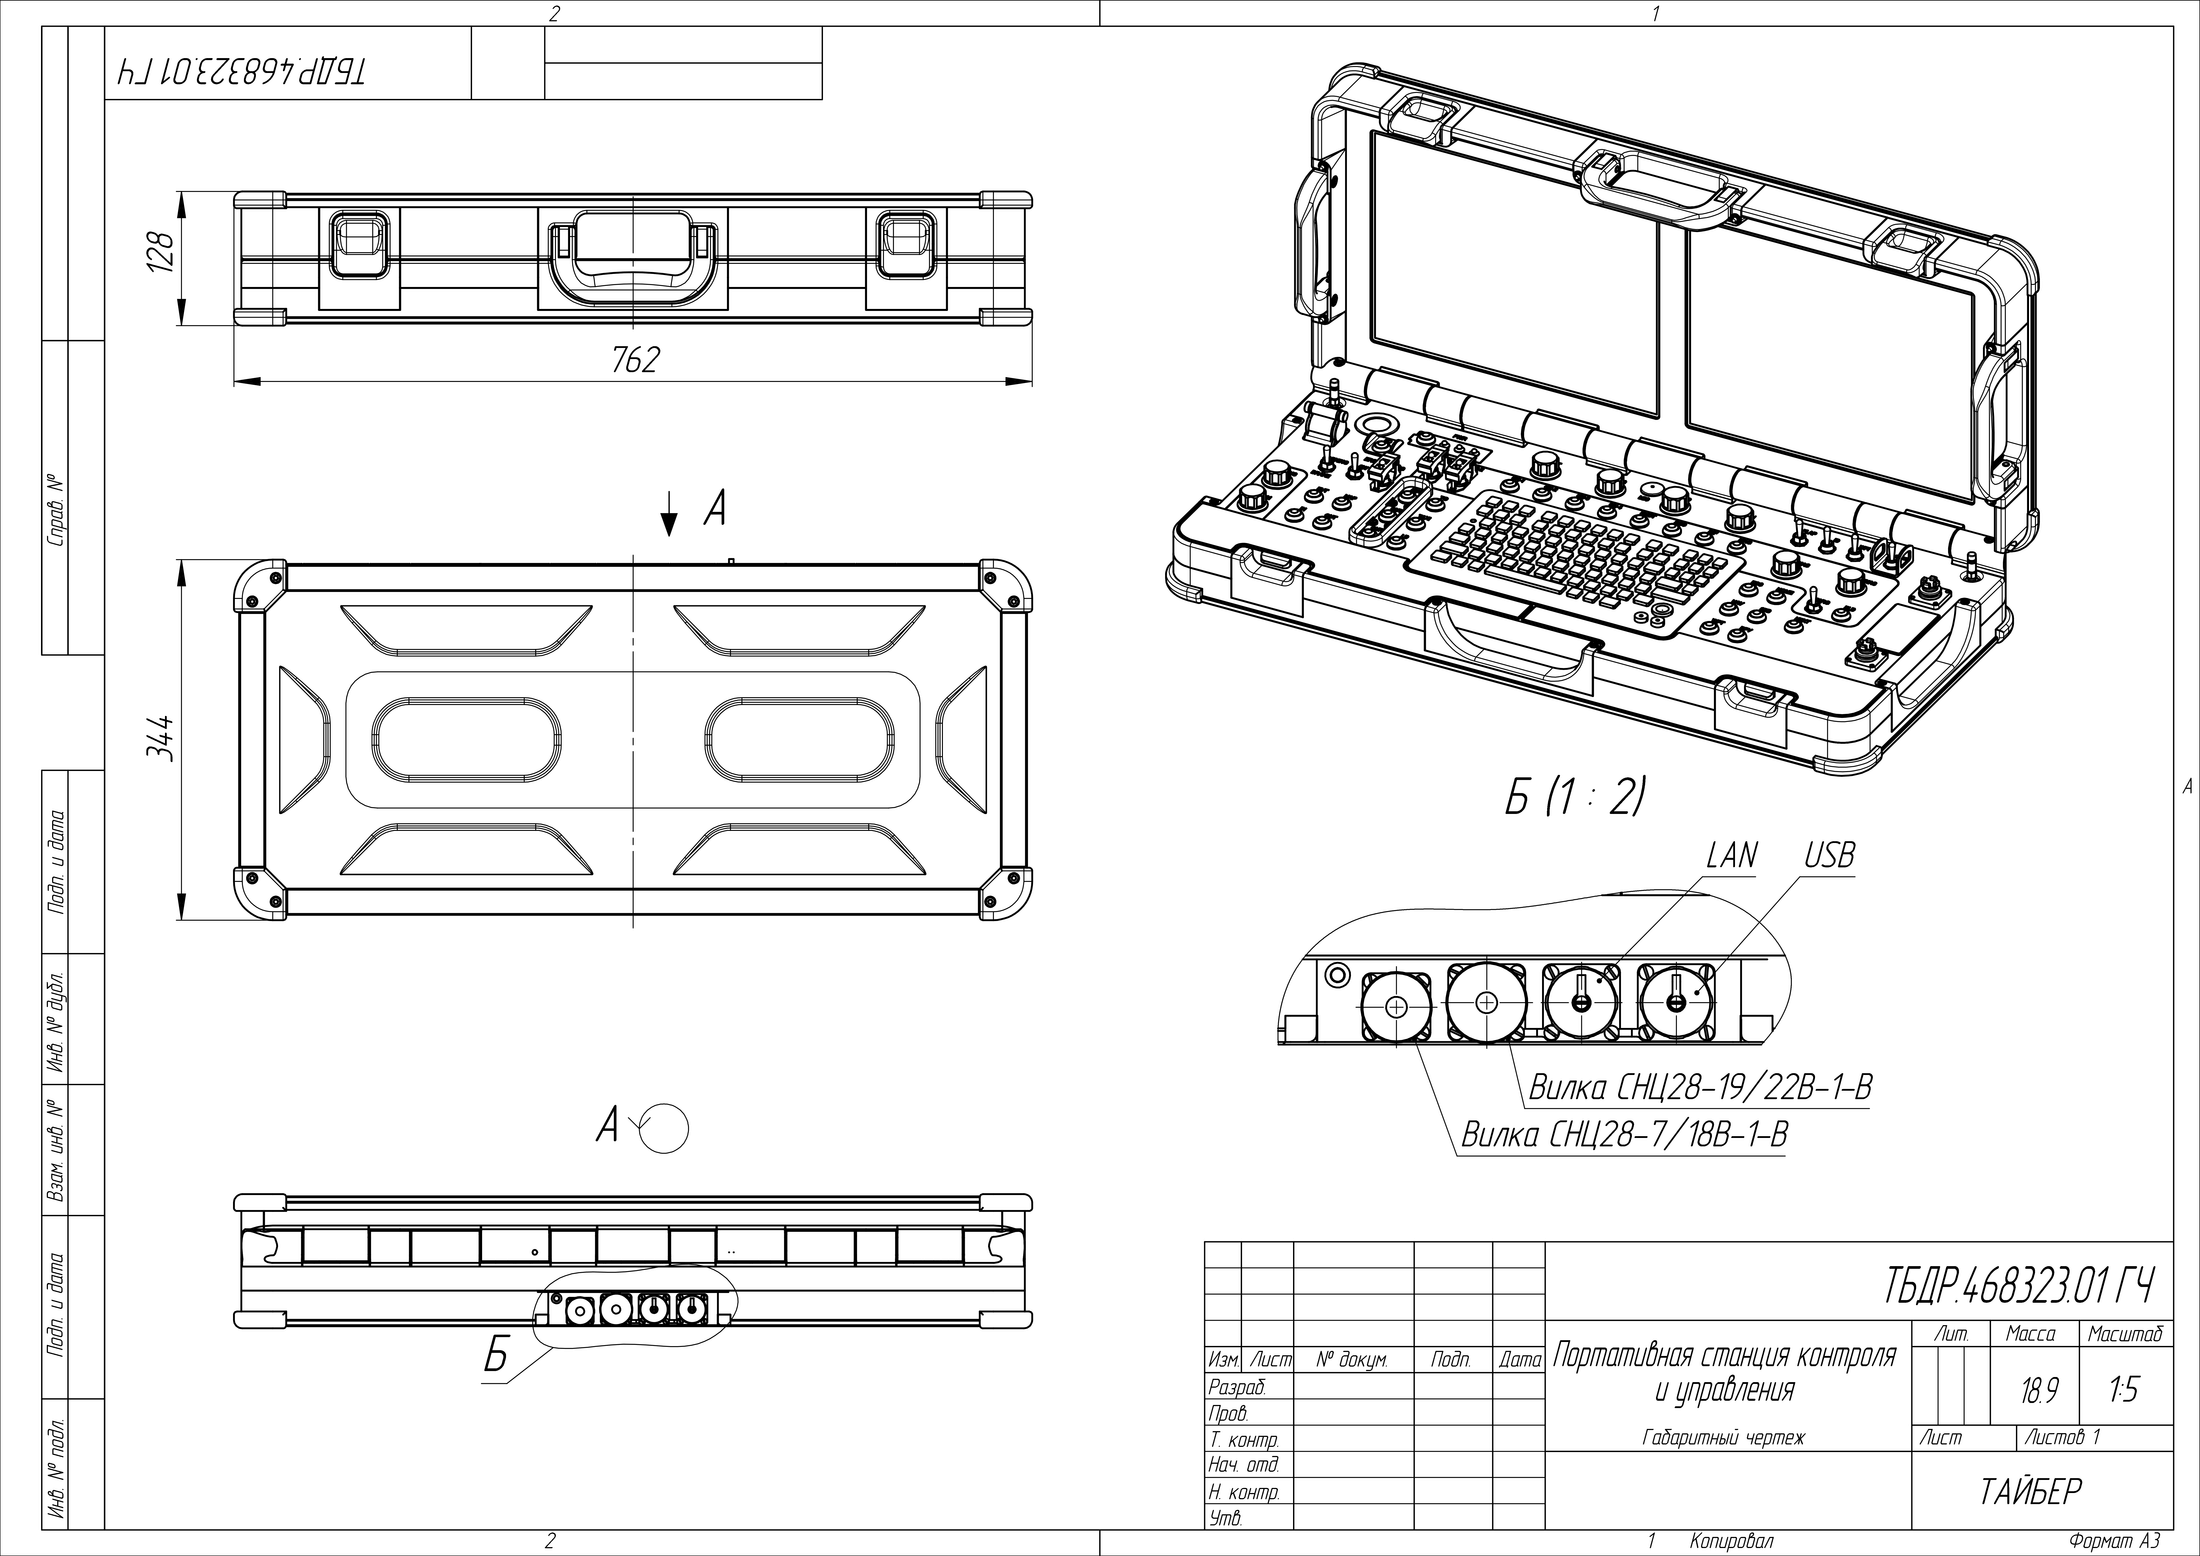 2
1
ТБДР.468323.01 ГЧ
128
762
А
344
А
Б
Б (1 : 2)
LAN
USB
Вилка СНЦ28-19/22В-1-В
Вилка СНЦ28-7/18В-1-В
А
Справ. №
Подп. и дата
Инв. № дубл.
Взам. инв. №
Подп. и дата
Инв. № подл.
ТБДР.468323.01 ГЧ
Изм. Лист № докум. Подп. Дата
Разраб.
Пров.
Т. контр.
Нач. отд.
Н. контр.
Утв.
Портативная станция контроля
и управления
Габаритный чертеж
Лит. Масса Масштаб
18.9 1:5
Лист Листов 1
ТАЙБЕР
2
1 Копировал Формат А3